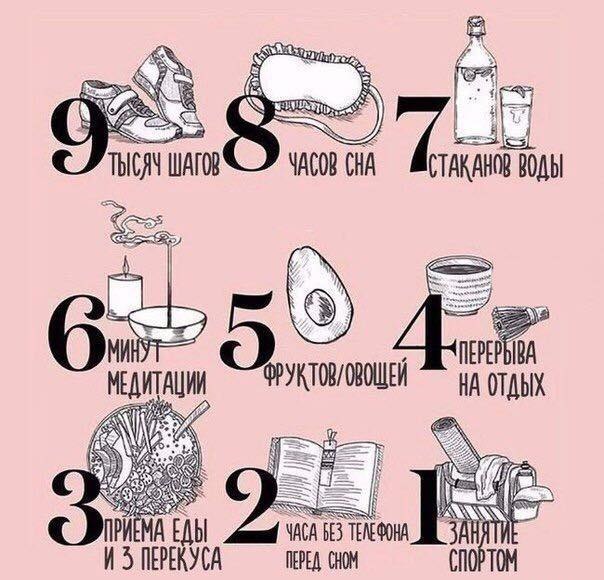 9 ТЫСЯЧ ШАГОВ
8 ЧАСОВ СНА
7 СТАКАНОВ ВОДЫ
6 МИНУТ
МЕДИТАЦИИ
5 ФРУКТОВ/ОВОЩЕЙ
4 ПЕРЕРЫВА
НА ОТДЫХ
3 ПРИЕМА ЕДЫ
И 3 ПЕРЕКУСА
2 ЧАСА БЕЗ ТЕЛЕФОНА
ПЕРЕД СНОМ
1 ЗАНЯТИЕ
СПОРТОМ